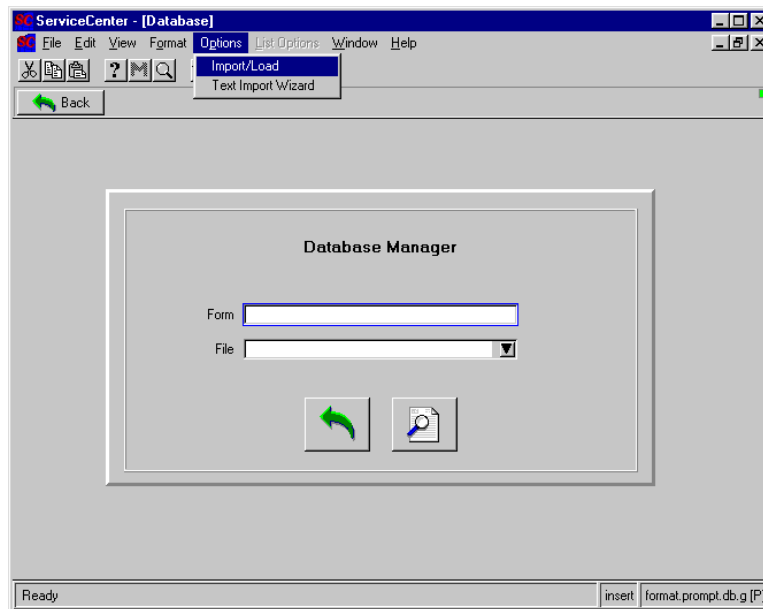 SC ServiceCenter - [Database]
SC File Edit View Format Options List Options Window Help
Import/Load
Text Import Wizard
Back
Database Manager
Form
File
Ready insert format.prompt.db.g [P]